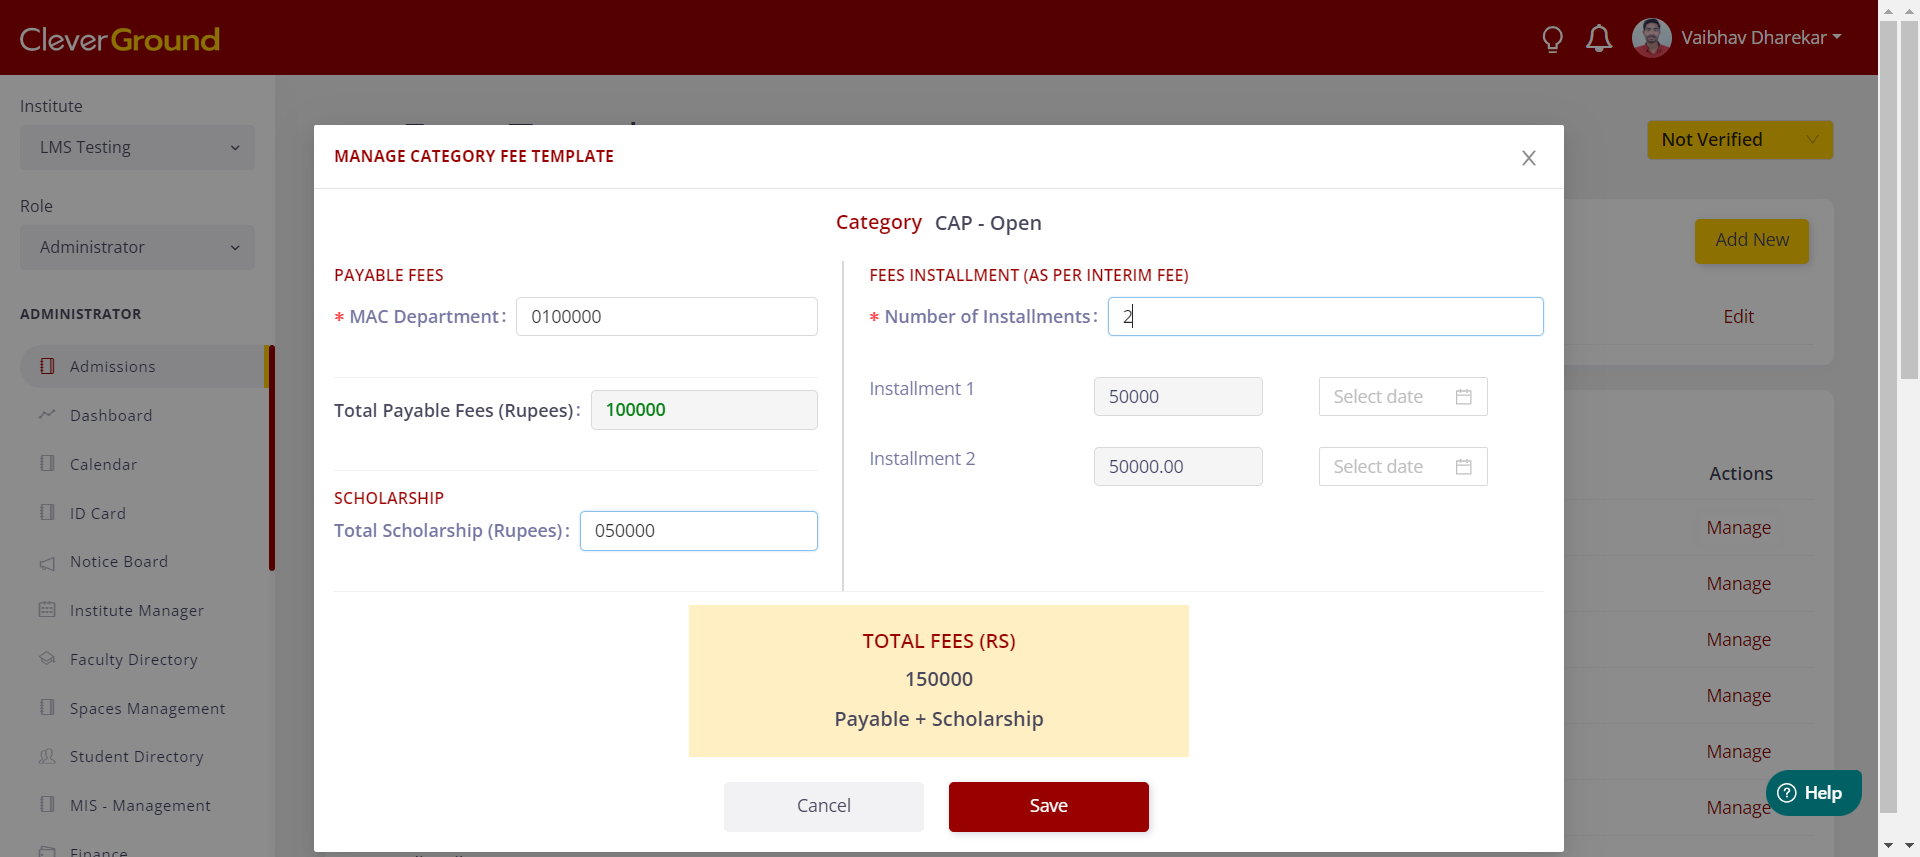 CleverGround
Vaibhav Dharekar
Institute
LMS Testing
Role
Administrator
ADMINISTRATOR
Admissions
Dashboard
Calendar
ID Card
Notice Board
Institute Manager
Faculty Directory
Spaces Management
Student Directory
MIS - Management
Finance
Not Verified
Add New
Edit
Actions
Manage
Manage
Manage
Manage
Manage
Manage
MANAGE CATEGORY FEE TEMPLATE
Category CAP - Open
PAYABLE FEES
* MAC Department : 0100000
Total Payable Fees (Rupees) : 100000
SCHOLARSHIP
Total Scholarship (Rupees) : 050000
FEES INSTALLMENT (AS PER INTERIM FEE)
* Number of Installments : 2
Installment 1 50000 Select date
Installment 2 50000.00 Select date
TOTAL FEES (RS)
150000
Payable + Scholarship
Cancel Save
? Help